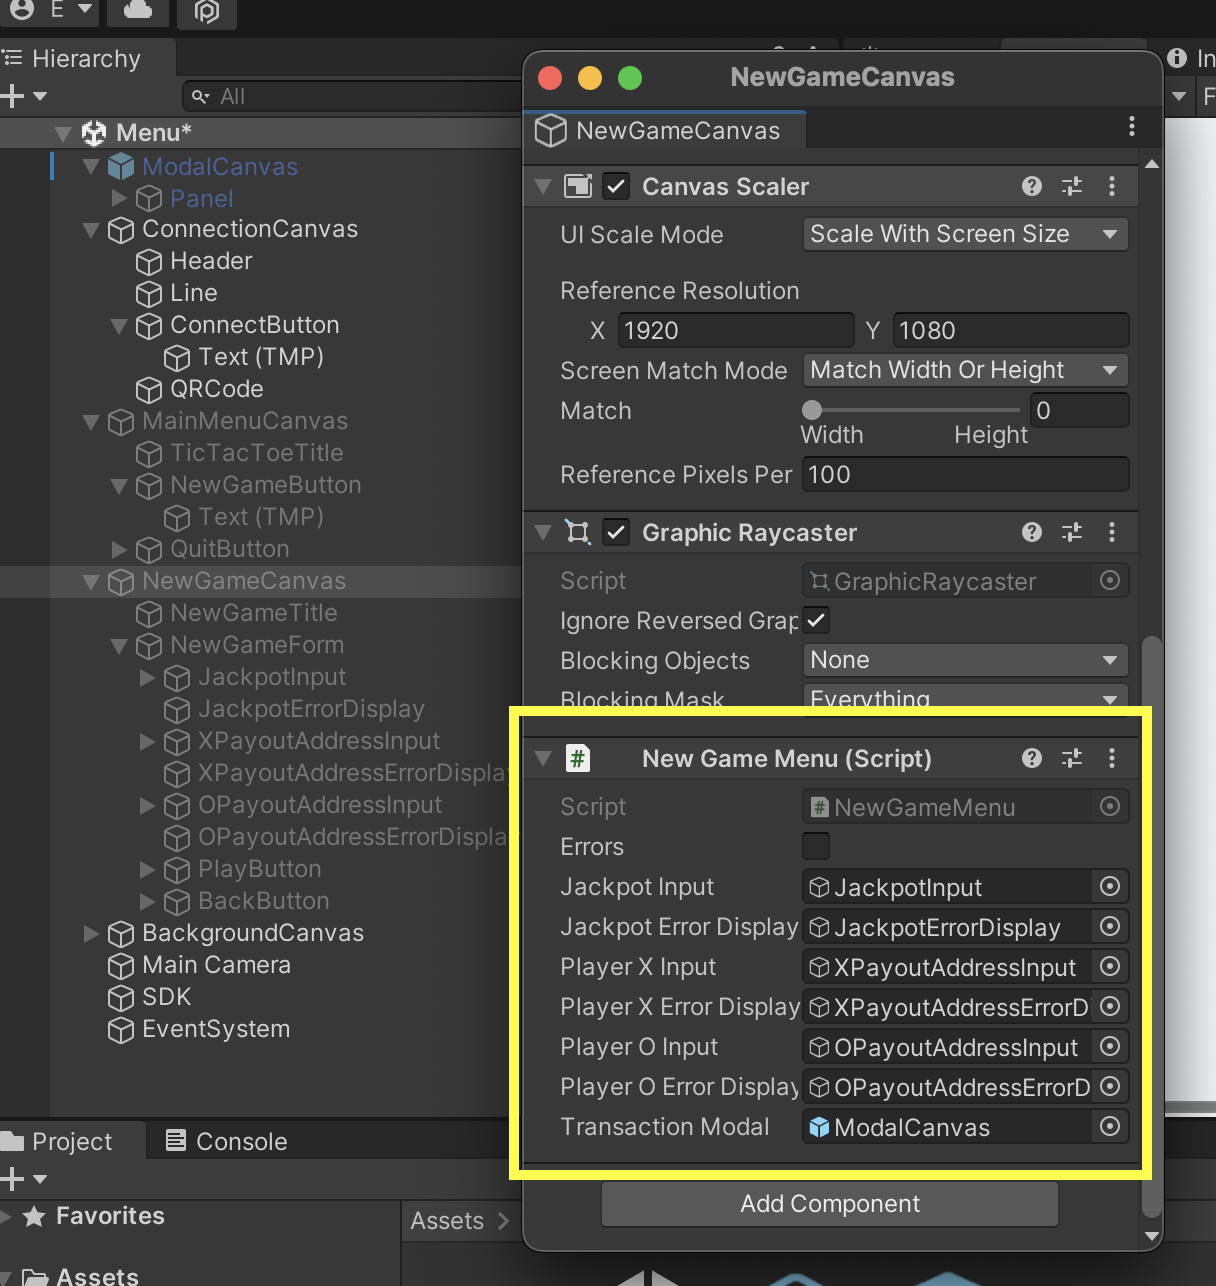 E
Hierarchy
All
Menu*
ModalCanvas
Panel
ConnectionCanvas
Header
Line
ConnectButton
Text (TMP)
QRCode
MainMenuCanvas
TicTacToeTitle
NewGameButton
Text (TMP)
QuitButton
NewGameCanvas
NewGameTitle
NewGameForm
JackpotInput
JackpotErrorDisplay
XPayoutAddressInput
XPayoutAddressErrorDisplay
OPayoutAddressInput
OPayoutAddressErrorDispla
PlayButton
BackButton
BackgroundCanvas
Main Camera
SDK
EventSystem
NewGameCanvas
NewGameCanvas
Canvas Scaler
UI Scale Mode Scale With Screen Size
Reference Resolution
X 1920 Y 1080
Screen Match Mode Match Width Or Height
Match 0
Width Height
Reference Pixels Per 100
Graphic Raycaster
Script GraphicRaycaster
Ignore Reversed Grap
Blocking Objects None
Blocking Mask Everything
New Game Menu (Script)
Script NewGameMenu
Errors
Jackpot Input JackpotInput
Jackpot Error Display JackpotErrorDisplay
Player X Input XPayoutAddressInput
Player X Error Display XPayoutAddressErrorD
Player O Input OPayoutAddressInput
Player O Error Display OPayoutAddressErrorD
Transaction Modal ModalCanvas
Add Component
In
F
Project Console
Favorites
Assets
Assets